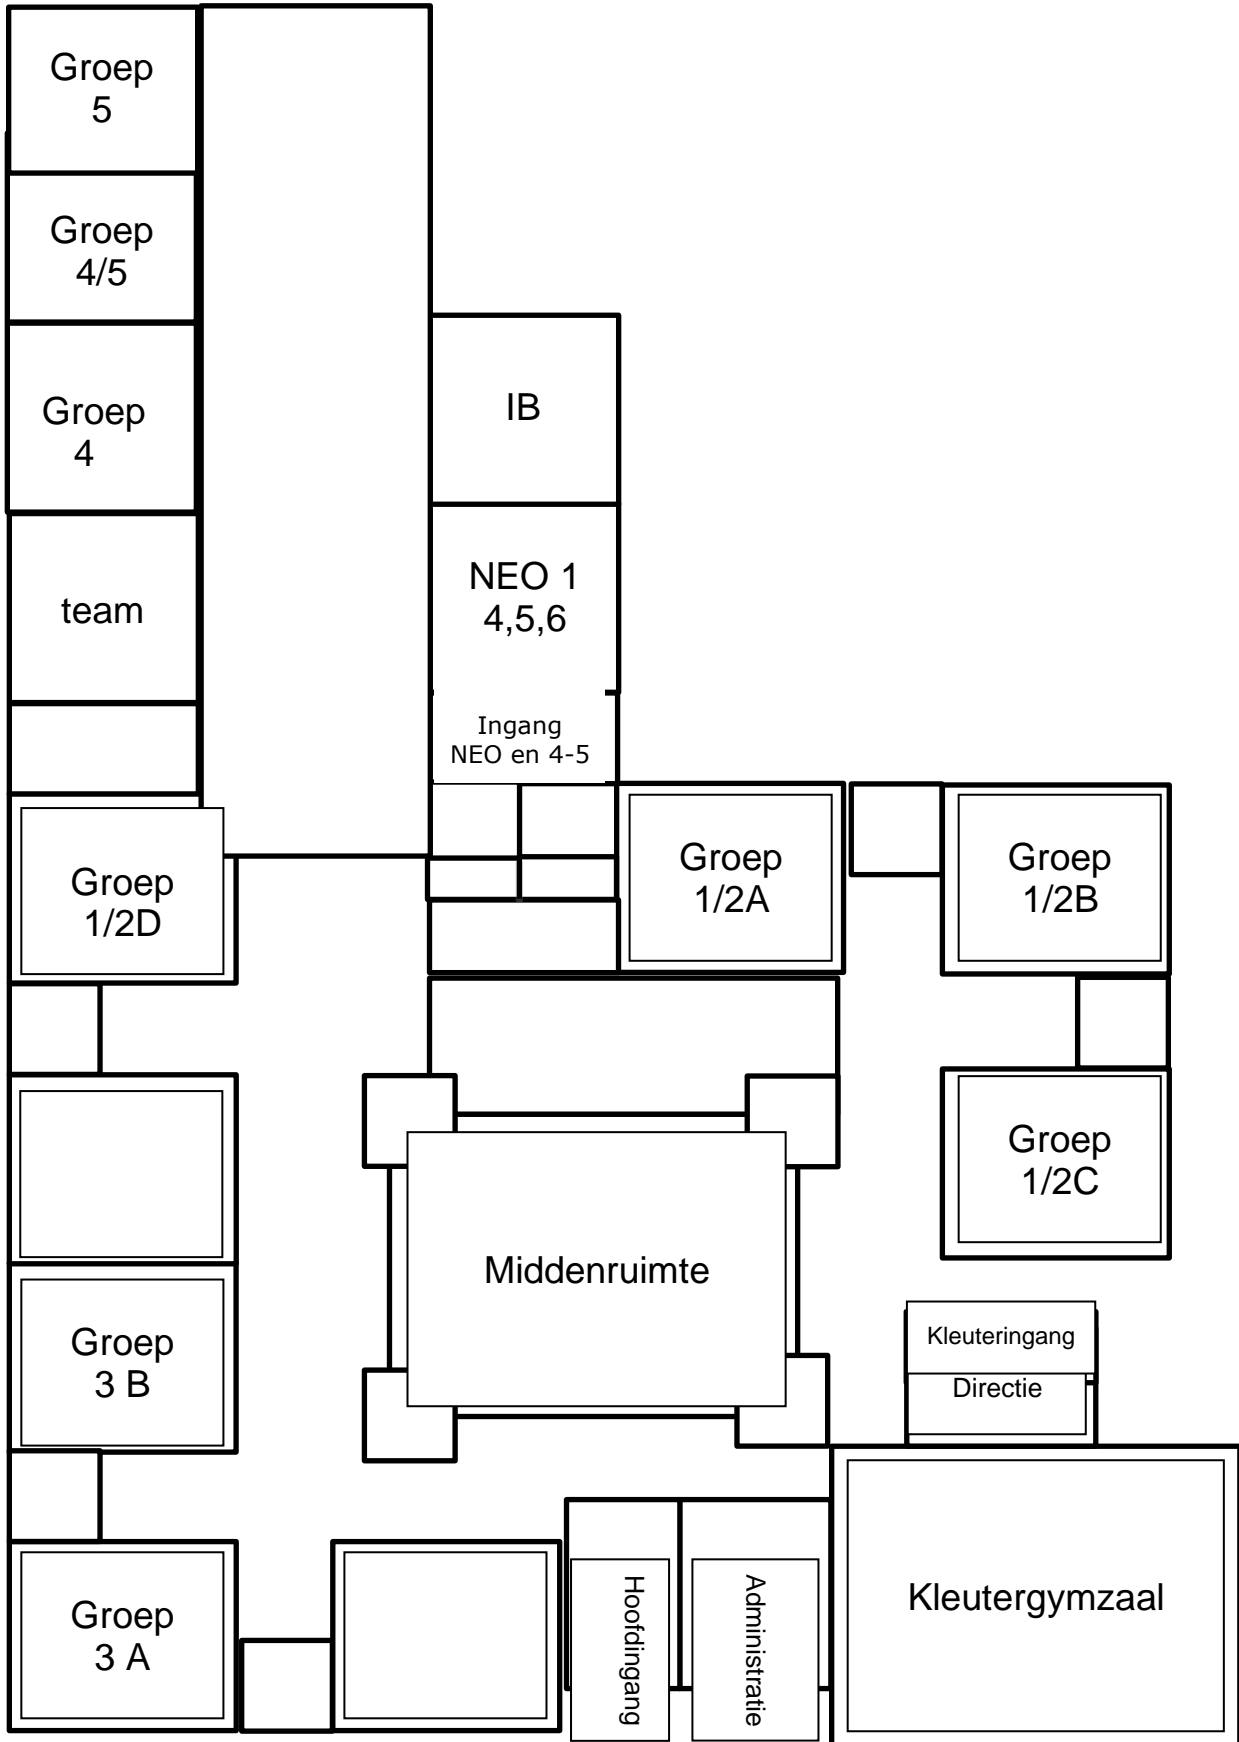 Groep
5
Groep
4/5
Groep
4
IB
team
NEO 1
4,5,6
Ingang
NEO en 4-5
Groep
1/2D
Groep
1/2A
Groep
1/2B
Groep
1/2C
Middenruimte
Groep
3 B
Kleuteringang
Directie
Groep
3 A
Hoofdingang
Administratie
Kleutergymzaal